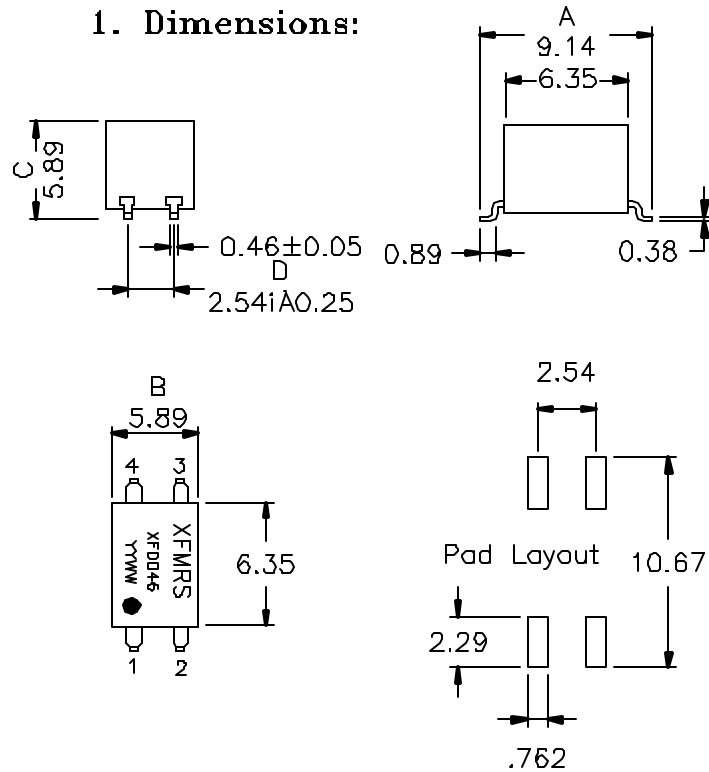 1. Dimensions:
A
9.14
6.35
C
5.89
0.46±0.05
D
2.54iA0.25
0.89
0.38
B
5.89
4 3
XFMRS
XFD0046
YYWW
1 2
6.35
2.54
Pad Layout
10.67
2.29
.762